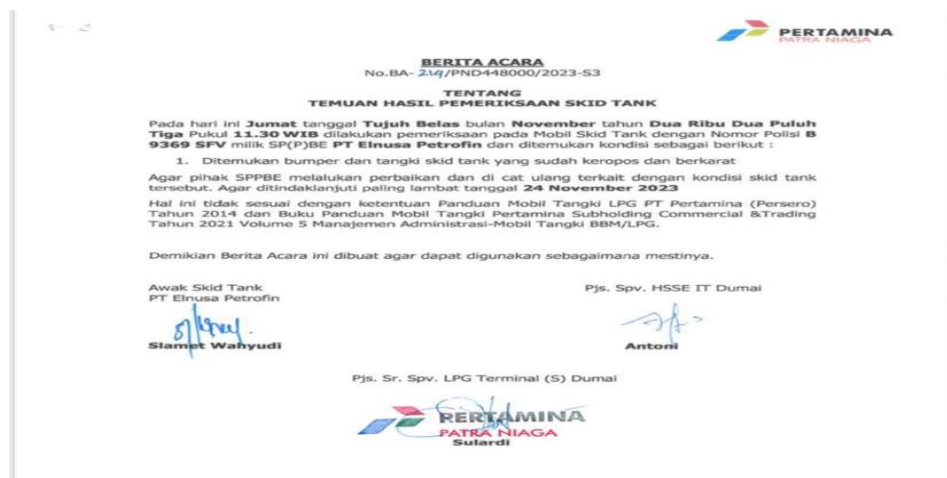 PERTAMINA
PATRA NIAGA
BERITA ACARA
No.BA- 214/PND448000/2023-S3
TENTANG
TEMUAN HASIL PEMERIKSAAN SKID TANK
Pada hari ini Jumat tanggal Tujuh Belas bulan November tahun Dua Ribu Dua Puluh
Tiga Pukul 11.30 WIB dilakukan pemeriksaan pada Mobil Skid Tank dengan Nomor Polisi B
9369 SFV milik SP(P)BE PT Elnusa Petrofin dan ditemukan kondisi sebagai berikut :
1. Ditemukan bumper dan tangki skid tank yang sudah keropos dan berkarat
Agar pihak SPPBE melalukan perbaikan dan di cat ulang terkait dengan kondisi skid tank
tersebut. Agar ditindaklanjuti paling lambat tanggal 24 November 2023
Hal ini tidak sesuai dengan ketentuan Panduan Mobil Tangki LPG PT Pertamina (Persero)
Tahun 2014 dan Buku Panduan Mobil Tangki Pertamina Subholding Commercial &Trading
Tahun 2021 Volume 5 Manajemen Administrasi-Mobil Tangki BBM/LPG.
Demikian Berita Acara ini dibuat agar dapat digunakan sebagaimana mestinya.
Awak Skid Tank
PT Elnusa Petrofin
Slamet Wahyudi
Pjs. Spv. HSSE IT Dumai
Antoni
Pjs. Sr. Spv. LPG Terminal (S) Dumai
PERTAMINA
PATRA NIAGA
Sulardi